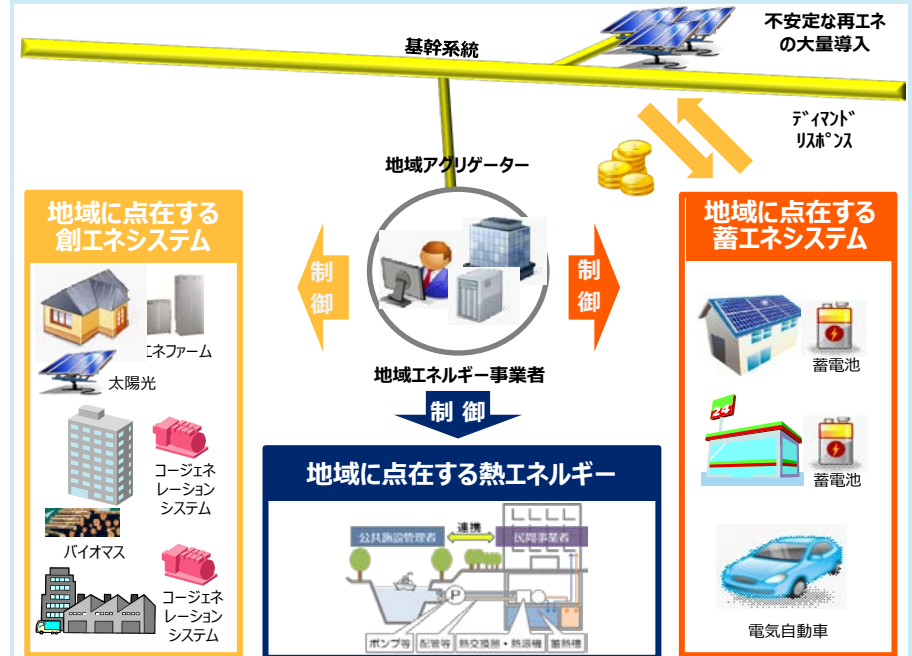 不安定な再エネ
の大量導入
基幹系統
ディマンド
リスポンス
地域アグリゲーター
地域に点在する
創エネシステム
制
御
制
御
地域に点在する
蓄エネシステム
エネファーム
太陽光
コージェネ
レーション
システム
バイオマス
コージェネ
レーション
システム
地域エネルギー事業者
制 御
地域に点在する熱エネルギー
公共施設管理者
連携
民間事業者
P
ポンプ等
配管等
熱交換器・熱源機
蓄熱槽
蓄電池
24
蓄電池
電気自動車